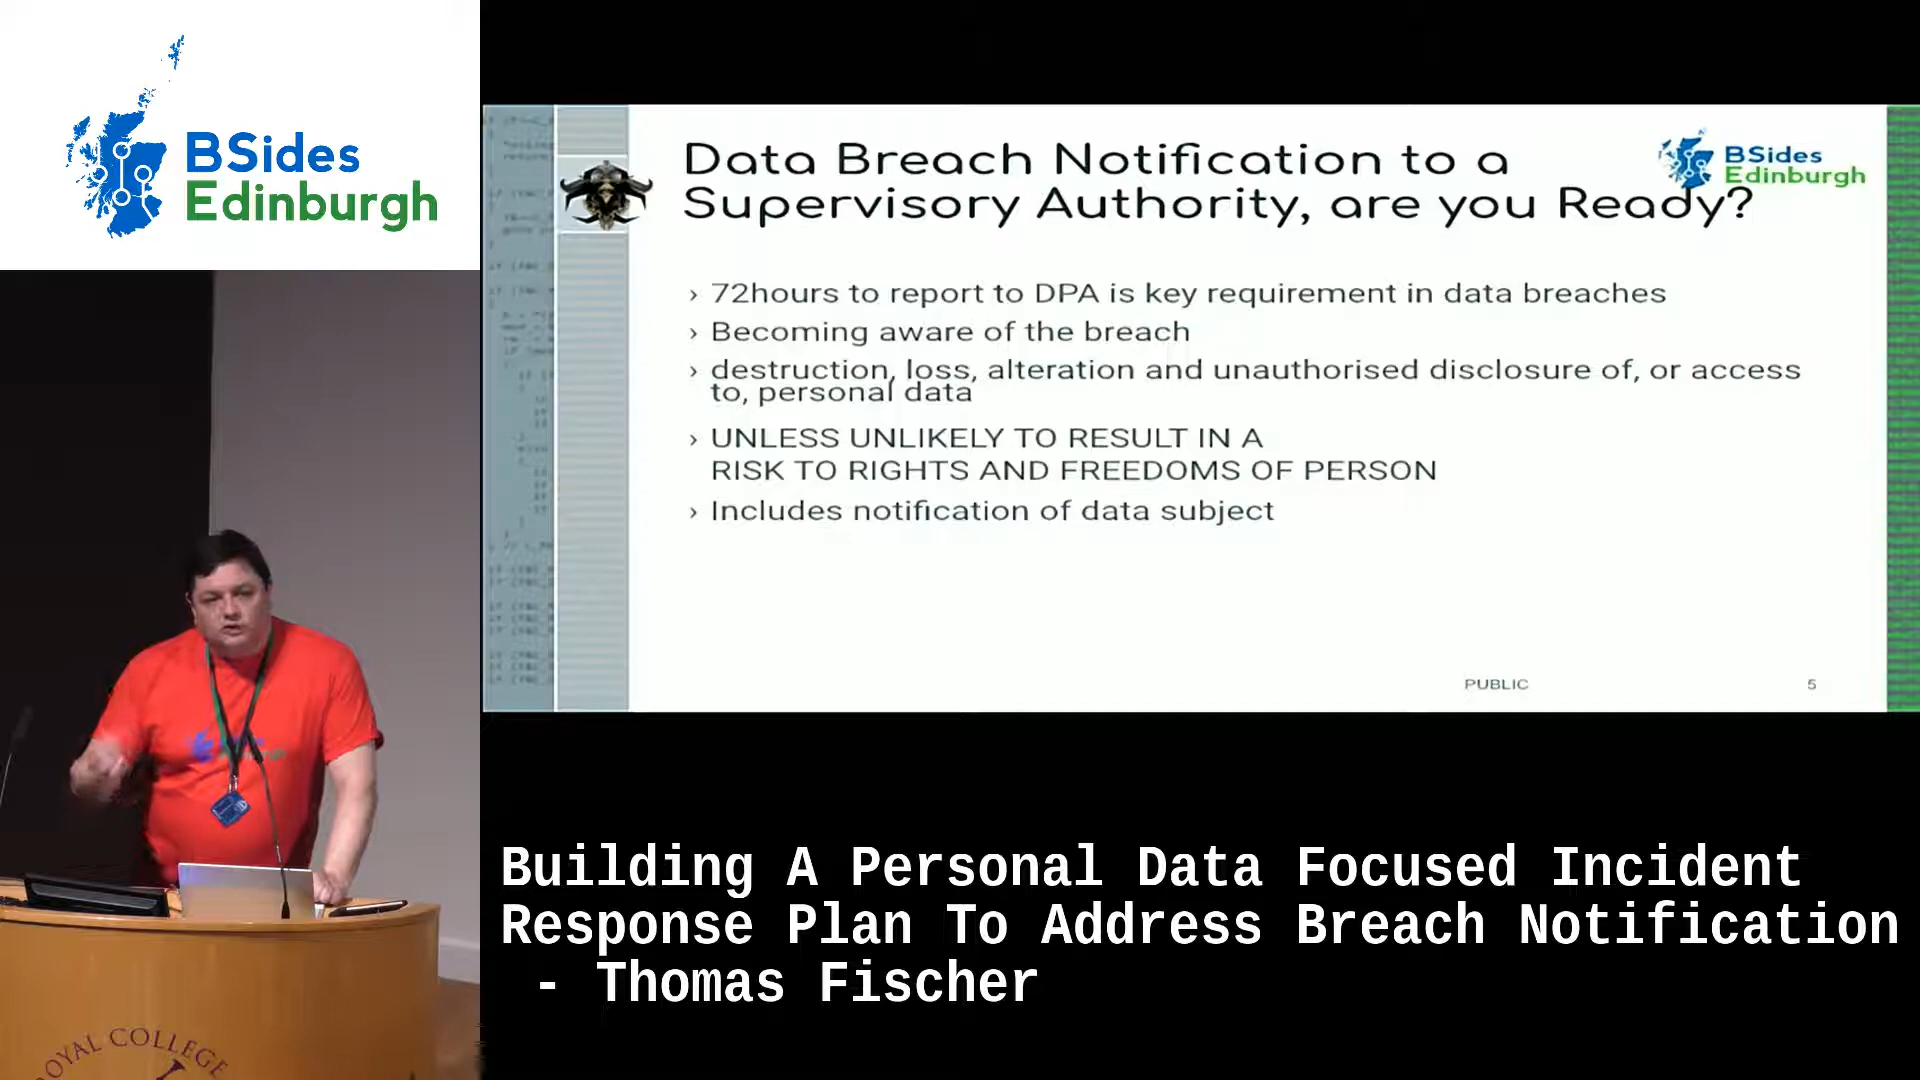 BSides
Edinburgh
Data Breach Notification to a
Supervisory Authority, are you Ready?
BSides
Edinburgh
› 72hours to report to DPA is key requirement in data breaches
› Becoming aware of the breach
› destruction, loss, alteration and unauthorised disclosure of, or access
to, personal data
› UNLESS UNLIKELY TO RESULT IN A
RISK TO RIGHTS AND FREEDOMS OF PERSON
› Includes notification of data subject
PUBLIC
5
Building A Personal Data Focused Incident
Response Plan To Address Breach Notification
- Thomas Fischer
ROYAL COLLEGE